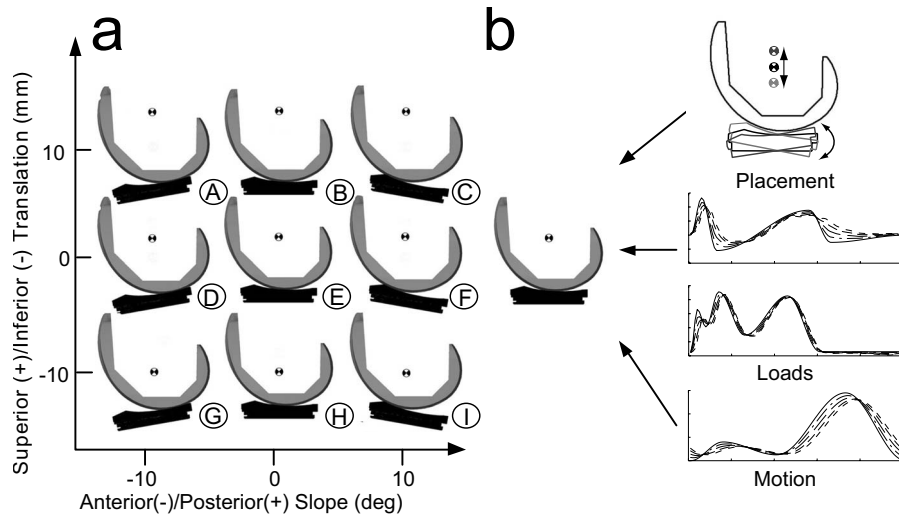 a
b
Superior (+)/Inferior (-) Translation (mm)
10
0
-10
A
B
C
D
E
F
G
H
I
-10
0
10
Anterior(-)/Posterior(+) Slope (deg)
Placement
Loads
Motion